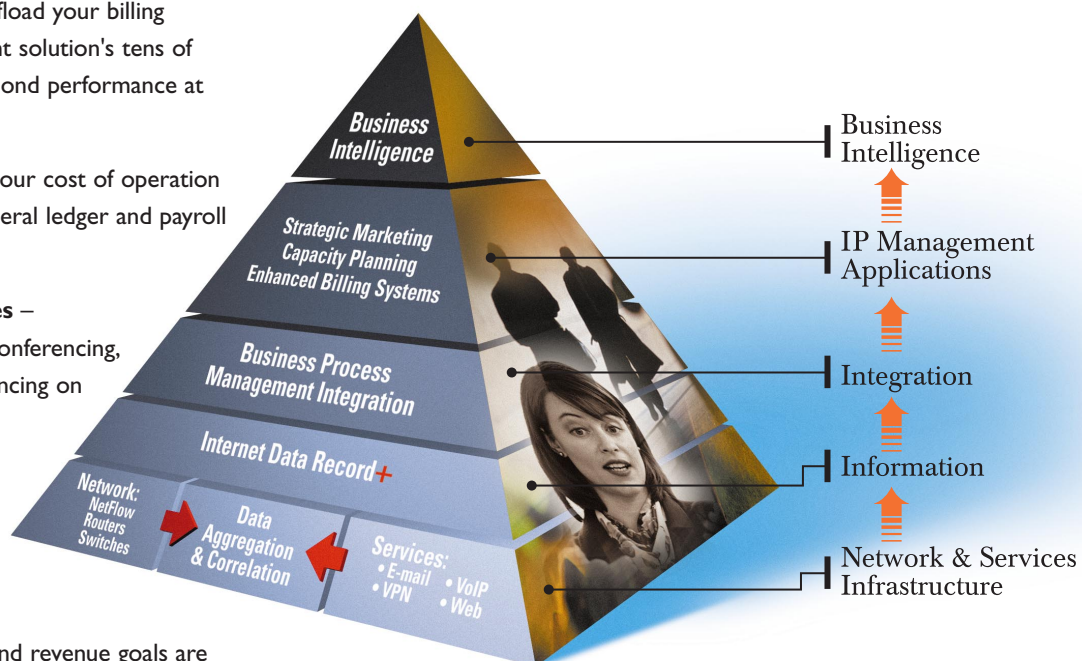 fload your billing
nt solution's tens of
ond performance at
our cost of operation
eral ledger and payroll
es –
onferencing,
ncing on
nd revenue goals are
Business
Intelligence
Strategic Marketing
Capacity Planning
Enhanced Billing Systems
Business Process
Management Integration
Internet Data Record+
Network:
NetFlow
Routers
Switches
Data
Aggregation
& Correlation
Services:
• E-mail • VoIP
• VPN • Web
Business
Intelligence
IP Management
Applications
Integration
Information
Network & Services
Infrastructure